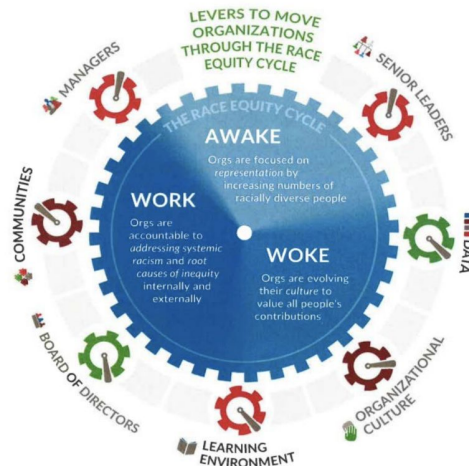 LEVERS TO MOVE
ORGANIZATIONS
THROUGH THE RACE
EQUITY CYCLE
SENIOR LEADERS
DATA
ORGANIZATIONAL
CULTURE
LEARNING
ENVIRONMENT
BOARD OF DIRECTORS
COMMUNITIES
MANAGERS
THE RACE EQUITY CYCLE
AWAKE
Orgs are focused on
representation by
increasing numbers of
racially diverse people
WOKE
Orgs are evolving
their culture to
value all people's
contributions
WORK
Orgs are
accountable to
addressing systemic
racism and root
causes of inequity
internally and
externally